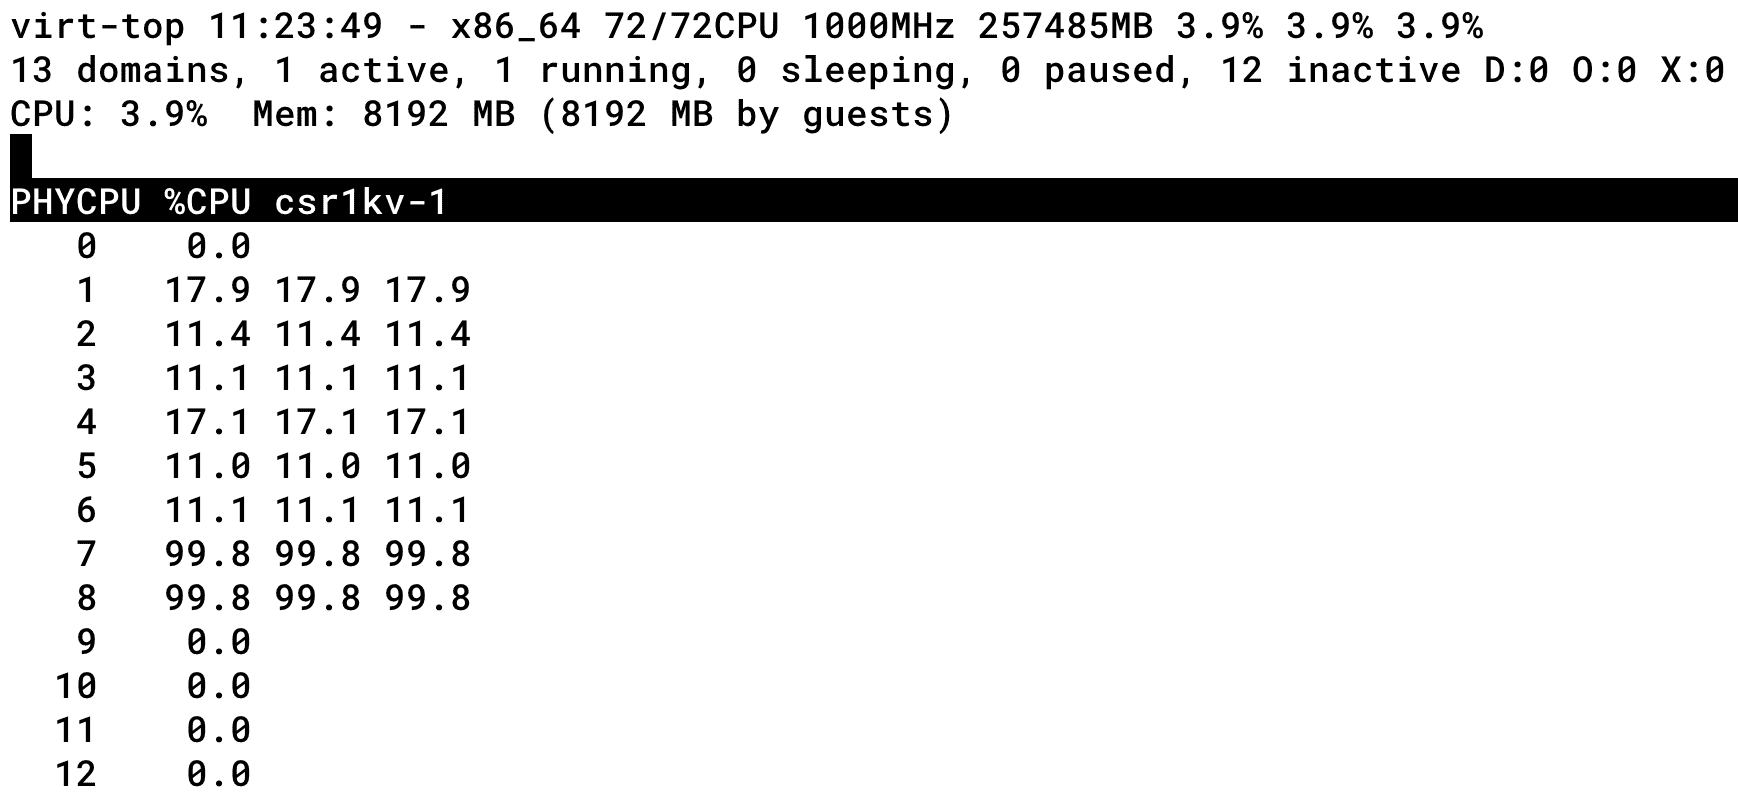 virt-top 11:23:49 - x86_64 72/72CPU 1000MHz 257485MB 3.9% 3.9% 3.9%
13 domains, 1 active, 1 running, 0 sleeping, 0 paused, 12 inactive D:0 O:0 X:0
CPU: 3.9%  Mem: 8192 MB (8192 MB by guests)
PHYCPU %CPU csr1kv-1
   0    0.0
   1   17.9 17.9 17.9
   2   11.4 11.4 11.4
   3   11.1 11.1 11.1
   4   17.1 17.1 17.1
   5   11.0 11.0 11.0
   6   11.1 11.1 11.1
   7   99.8 99.8 99.8
   8   99.8 99.8 99.8
   9    0.0
  10    0.0
  11    0.0
  12    0.0